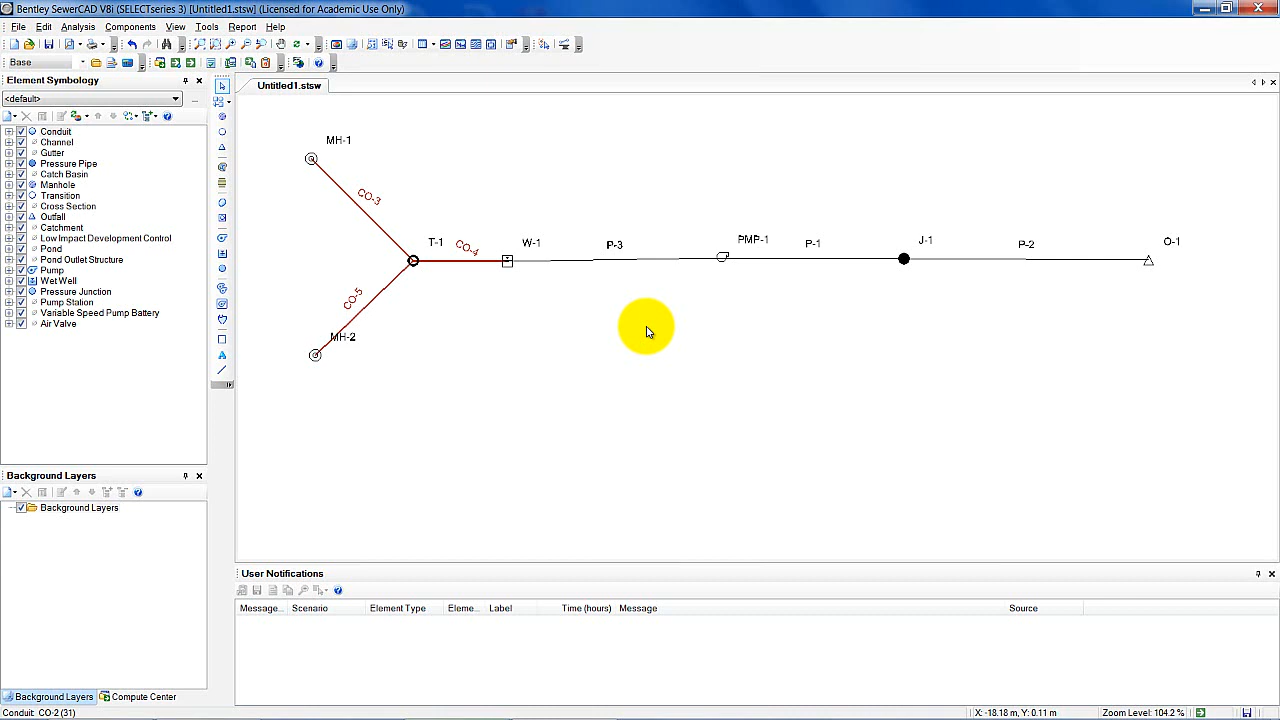 Bentley SewerCAD V8i (SELECTseries 3) [Untitled1.stsw] (Licensed for Academic Use Only)
File Edit Analysis Components View Tools Report Help
Base
Element Symbology
<default>
Conduit
Channel
Gutter
Pressure Pipe
Catch Basin
Manhole
Transition
Cross Section
Outfall
Catchment
Low Impact Development Control
Pond
Pond Outlet Structure
Pump
Wet Well
Pressure Junction
Pump Station
Variable Speed Pump Battery
Air Valve
Background Layers
Background Layers
Background Layers Compute Center
Untitled1.stsw
MH-1
CO-3
T-1 CO-4 W-1 P-3 PMP-1 P-1 J-1 P-2 O-1
CO-5
MH-2
User Notifications
Message... Scenario Element Type Eleme... Label Time (hours) Message Source
Conduit: CO-2 (31) X: -18.18 m, Y: 0.11 m Zoom Level: 104.2 %